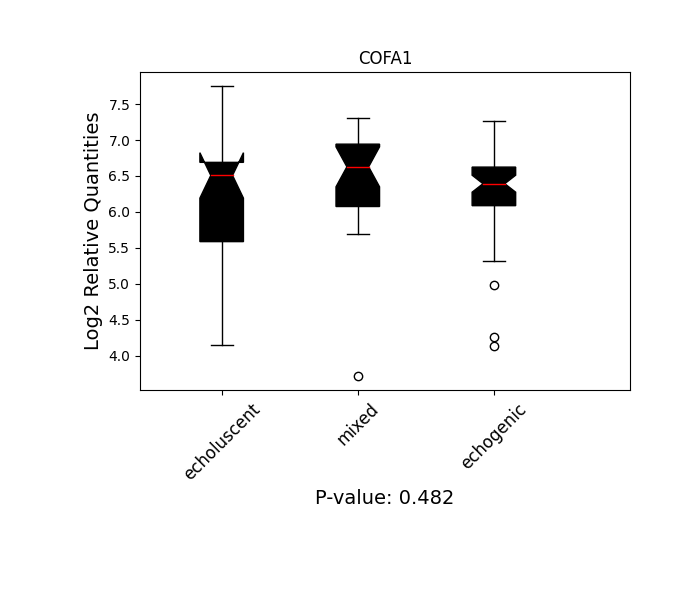 COFA1
Log2 Relative Quantities
7.5
7.0
6.5
6.0
5.5
5.0
4.5
4.0
echoluscent
mixed
echogenic
P-value: 0.482